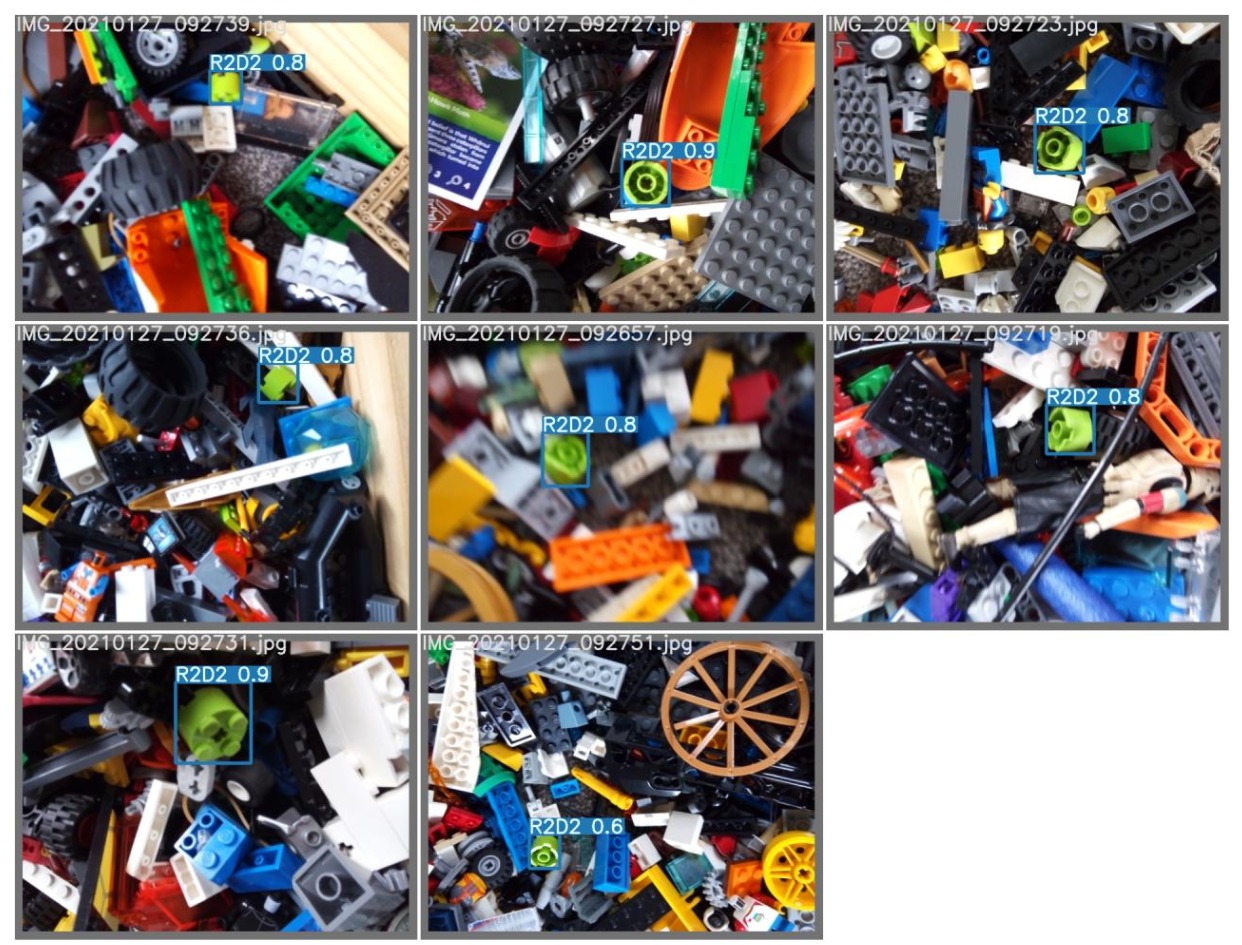 IMG_20210127_092739.jpg
R2D2 0.8
IMG_20210127_092727.jpg
R2D2 0.9
IMG_20210127_092723.jpg
R2D2 0.8
IMG_20210127_092736.jpg
R2D2 0.8
IMG_20210127_092657.jpg
R2D2 0.8
IMG_20210127_092719.jpg
R2D2 0.8
IMG_20210127_092731.jpg
R2D2 0.9
IMG_20210127_092751.jpg
R2D2 0.6